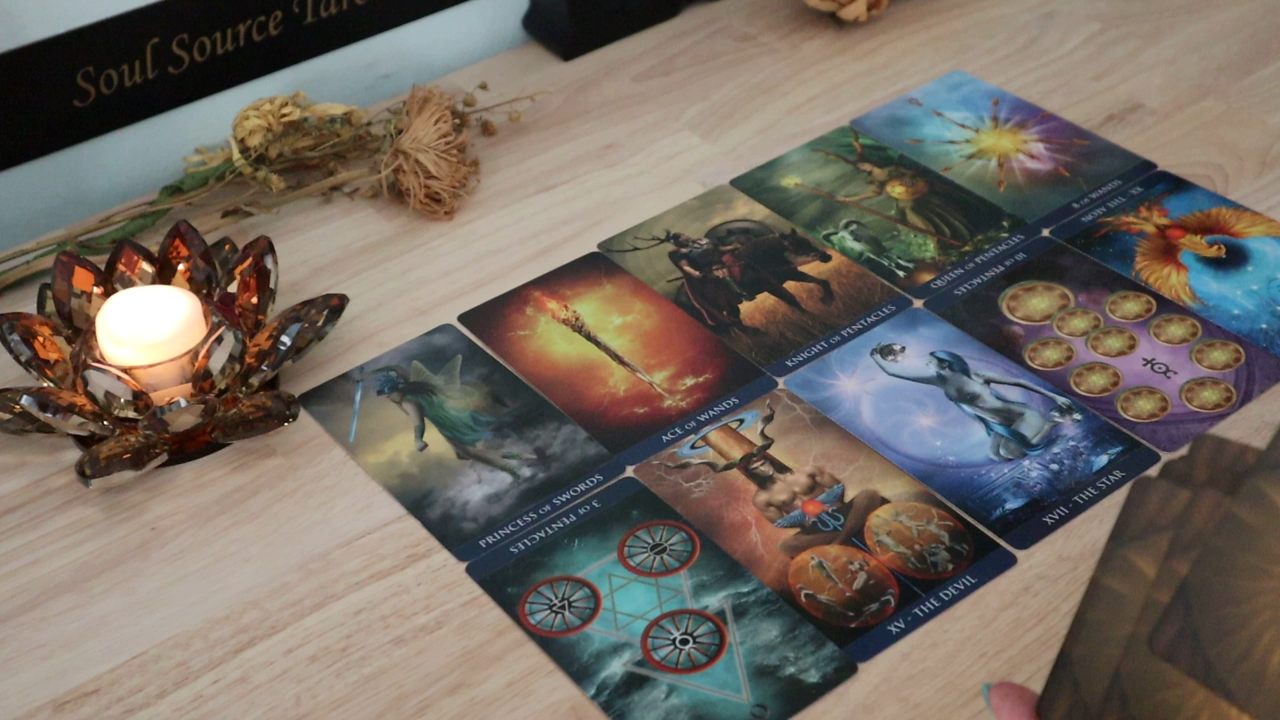 Soul Source Tarot
8 OF WANDS
XX - THE AEON
QUEEN OF PENTACLES
10 OF PENTACLES
KNIGHT OF PENTACLES
ACE OF WANDS
XVII - THE STAR
PRINCESS OF SWORDS
3 OF PENTACLES
XV - THE DEVIL